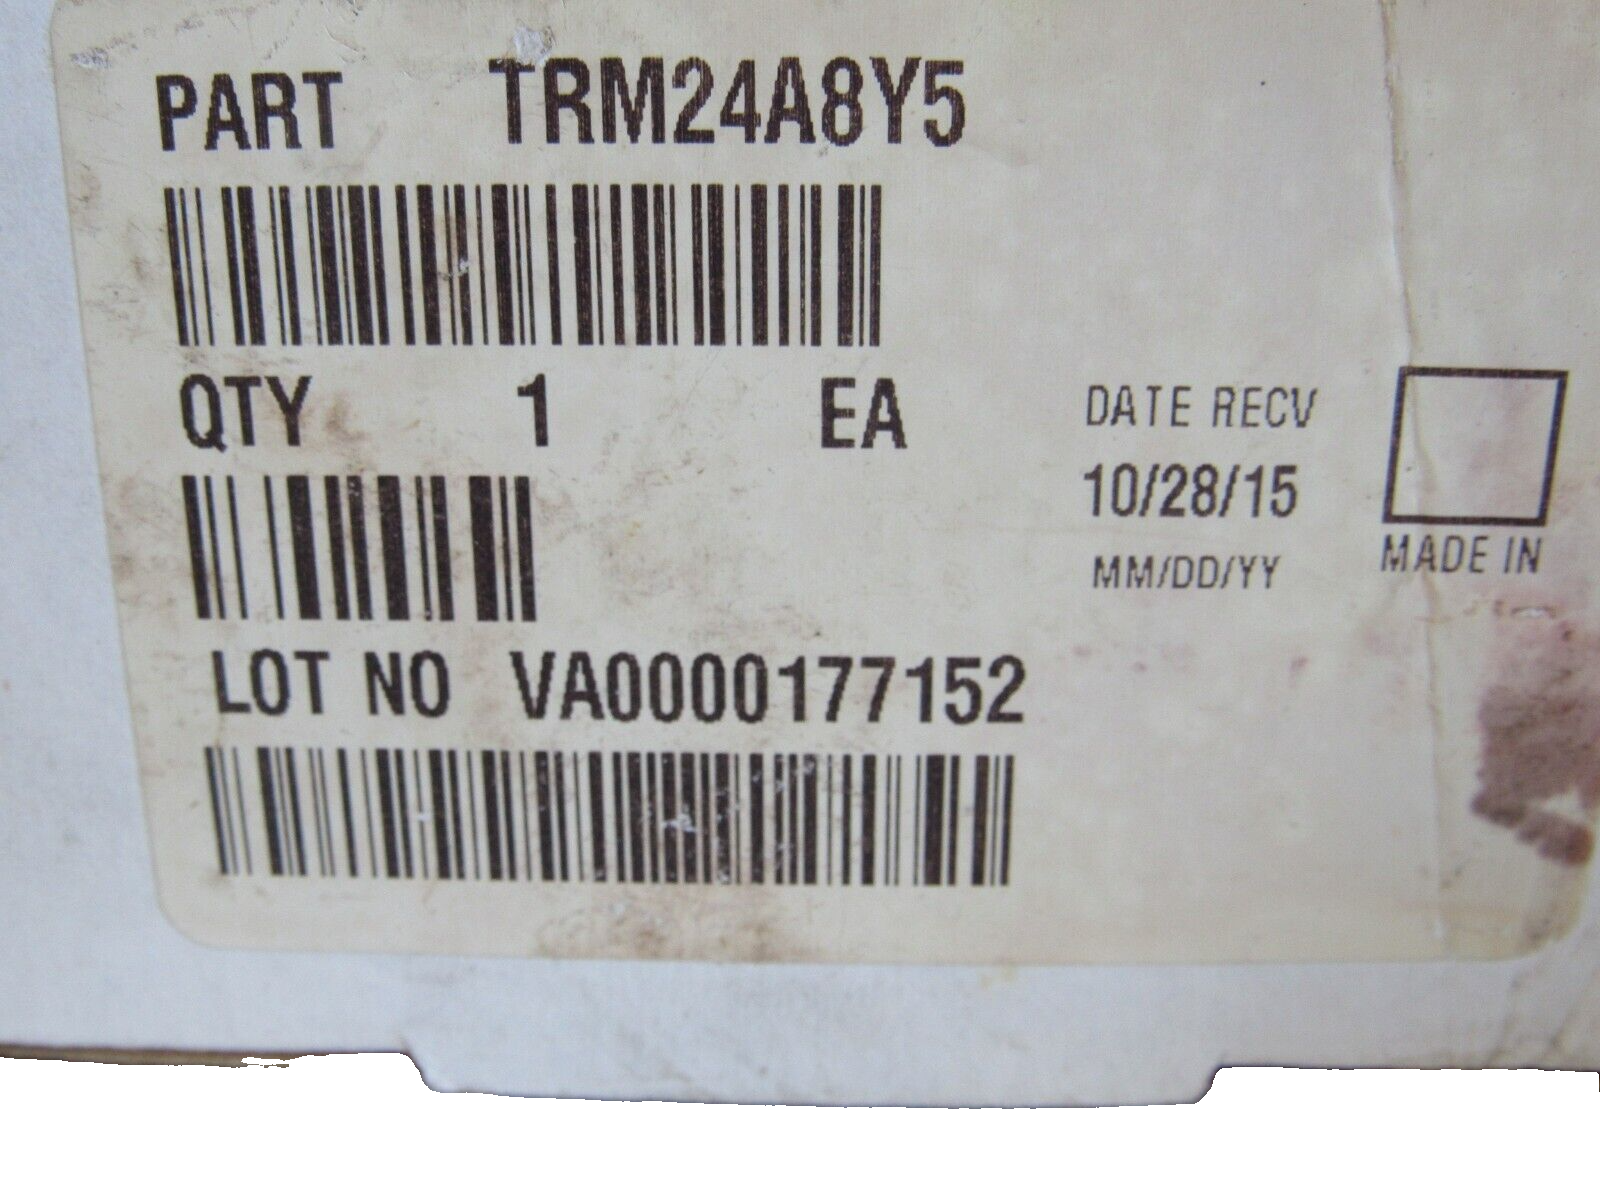 PART TRM24A8Y5
QTY 1 EA
DATE RECV
10/28/15
MM/DD/YY
MADE IN
LOT NO VA0000177152